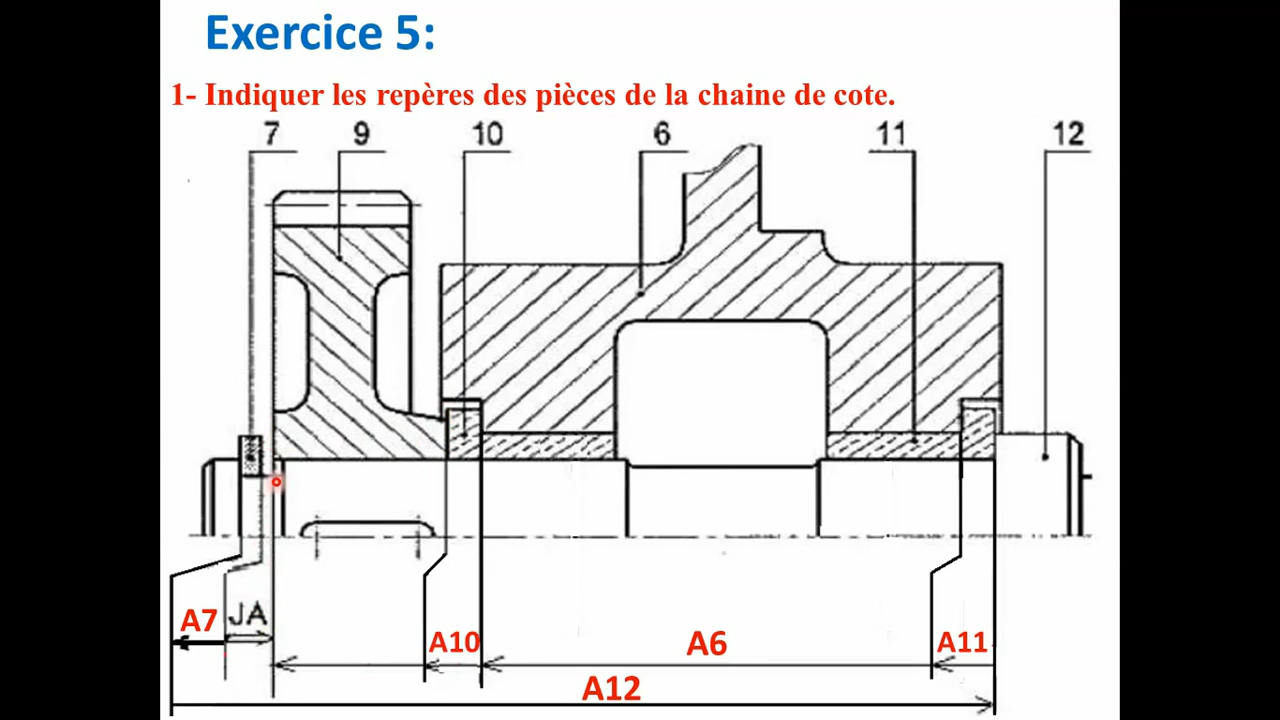 Exercice 5:
1- Indiquer les repères des pièces de la chaine de cote.
7 9 10 6 11 12
A7 JA A10 A6 A11
A12